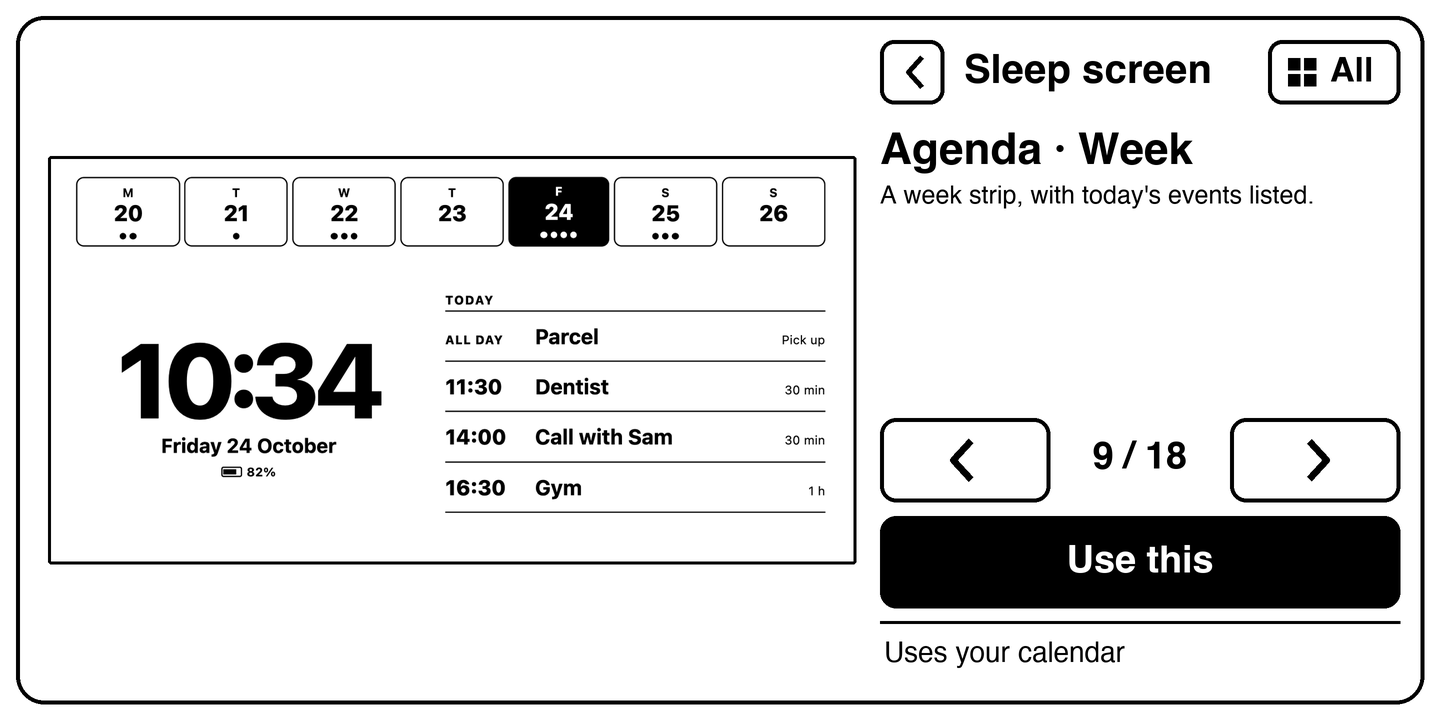 M T W T F S S
20 21 22 23 24 25 26
TODAY
ALL DAY Parcel Pick up
11:30 Dentist 30 min
14:00 Call with Sam 30 min
16:30 Gym 1 h
10:34
Friday 24 October
82%
Sleep screen
All
Agenda · Week
A week strip, with today's events listed.
9 / 18
Use this
Uses your calendar